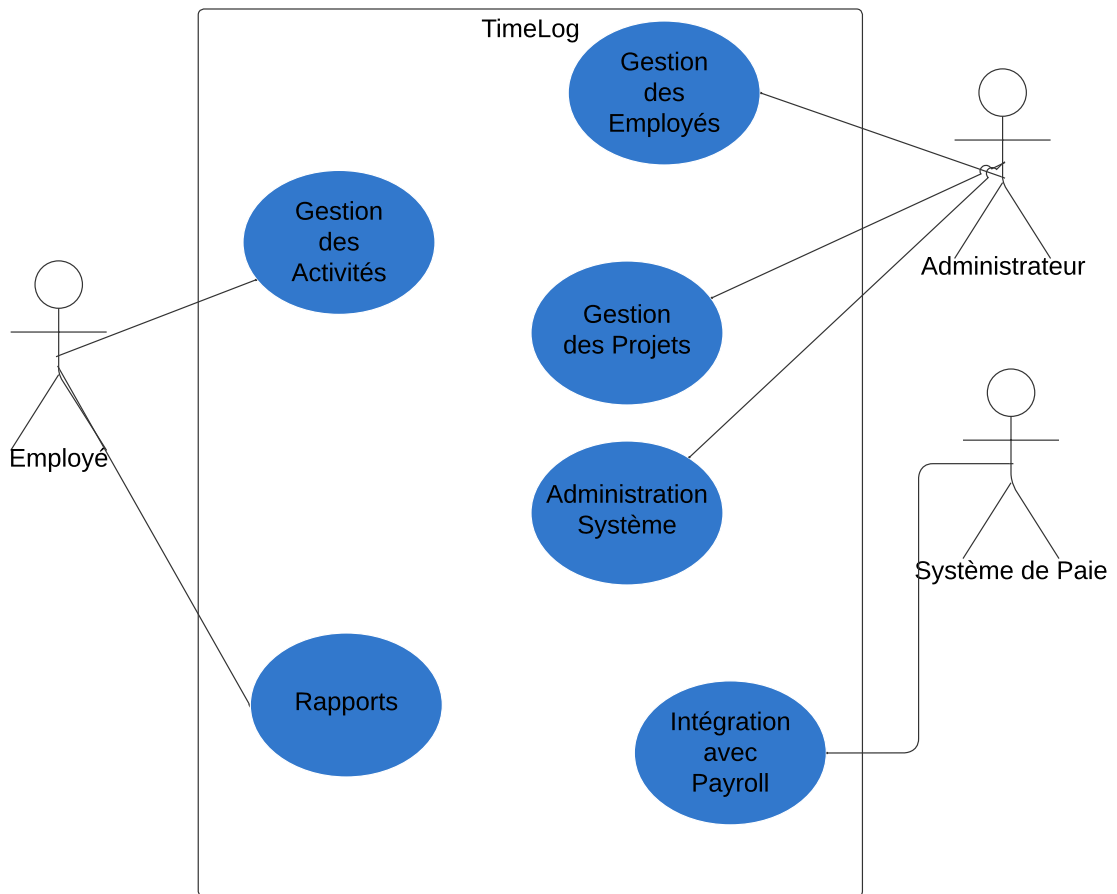 TimeLog
Gestion
des
Employés
Gestion
des
Activités
Administrateur
Gestion
des Projets
Employé
Administration
Système
Système de Paie
Rapports
Intégration
avec
Payroll